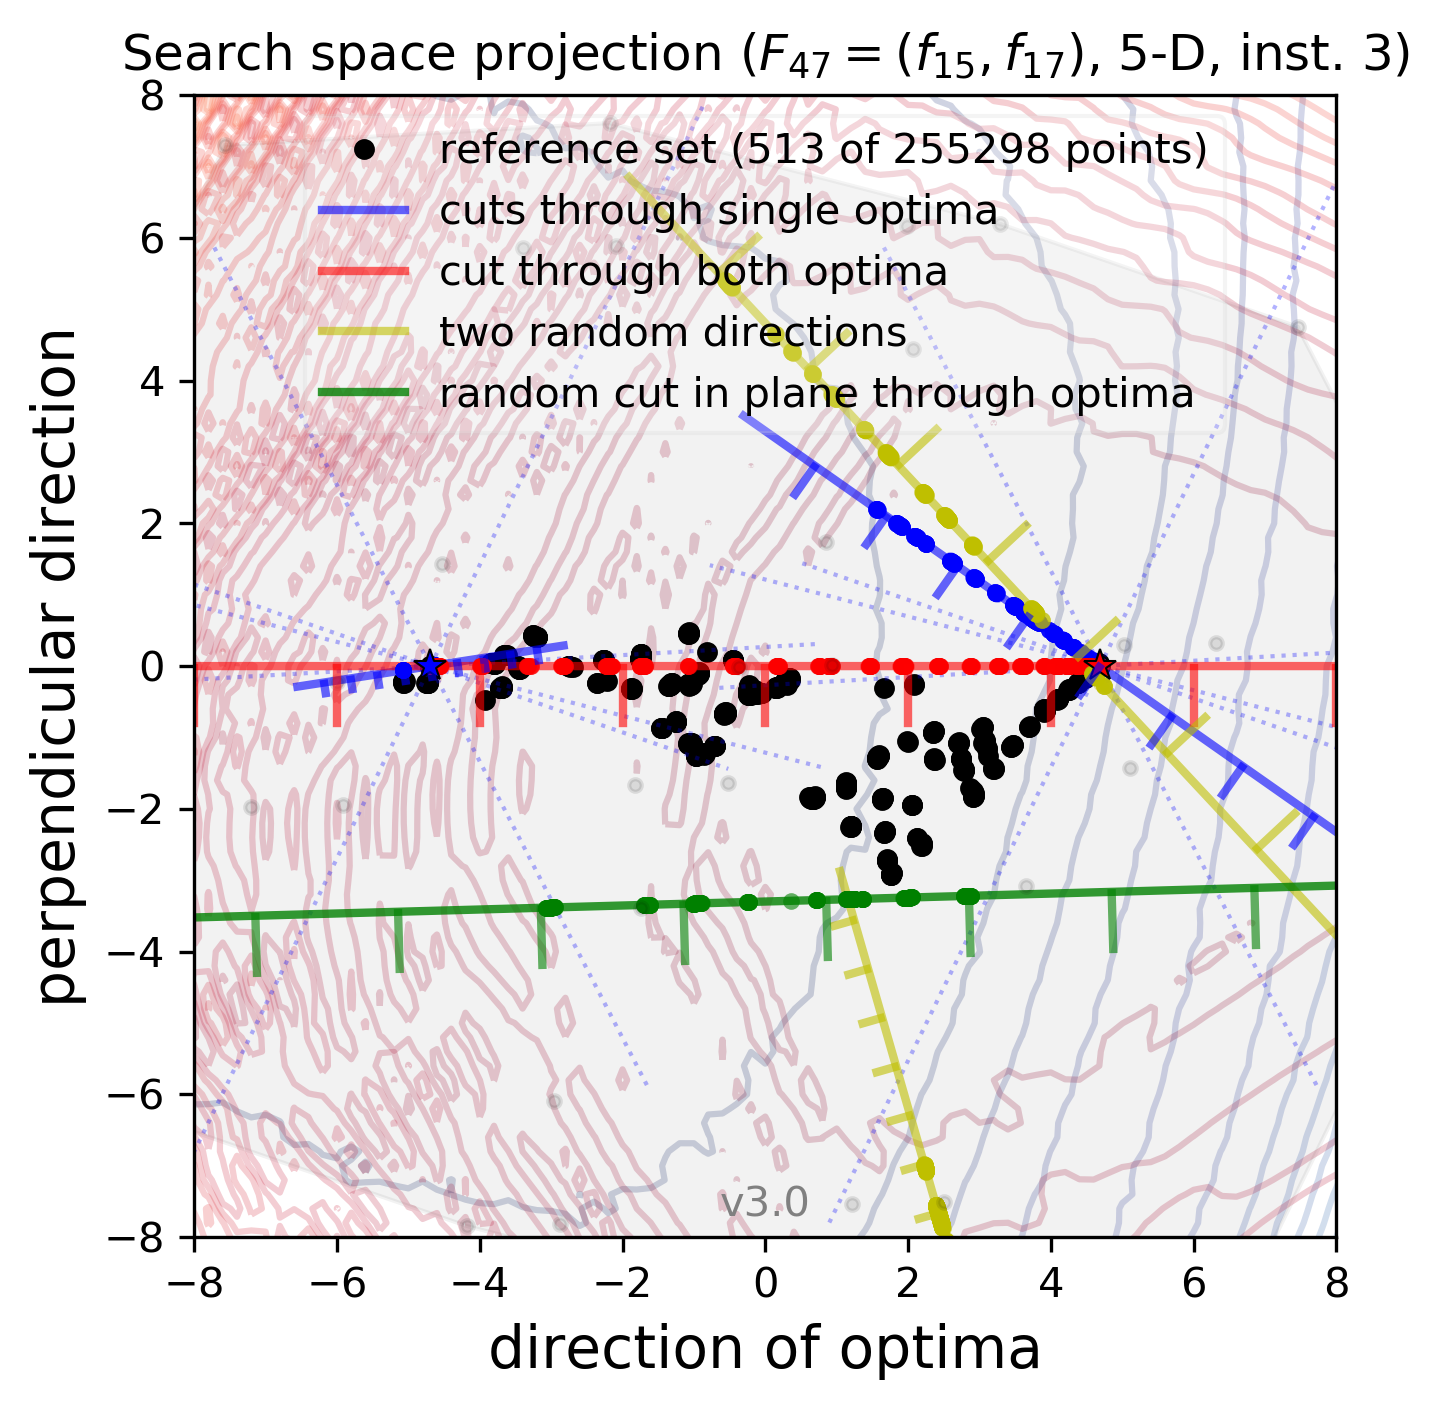 Search space projection (F₄₇ = (f₁₅, f₁₇), 5-D, inst. 3)
8
6
4
2
0
−2
−4
−6
−8
perpendicular direction
reference set (513 of 255298 points)
cuts through single optima
cut through both optima
two random directions
random cut in plane through optima
v3.0
−8 −6 −4 −2 0 2 4 6 8
direction of optima